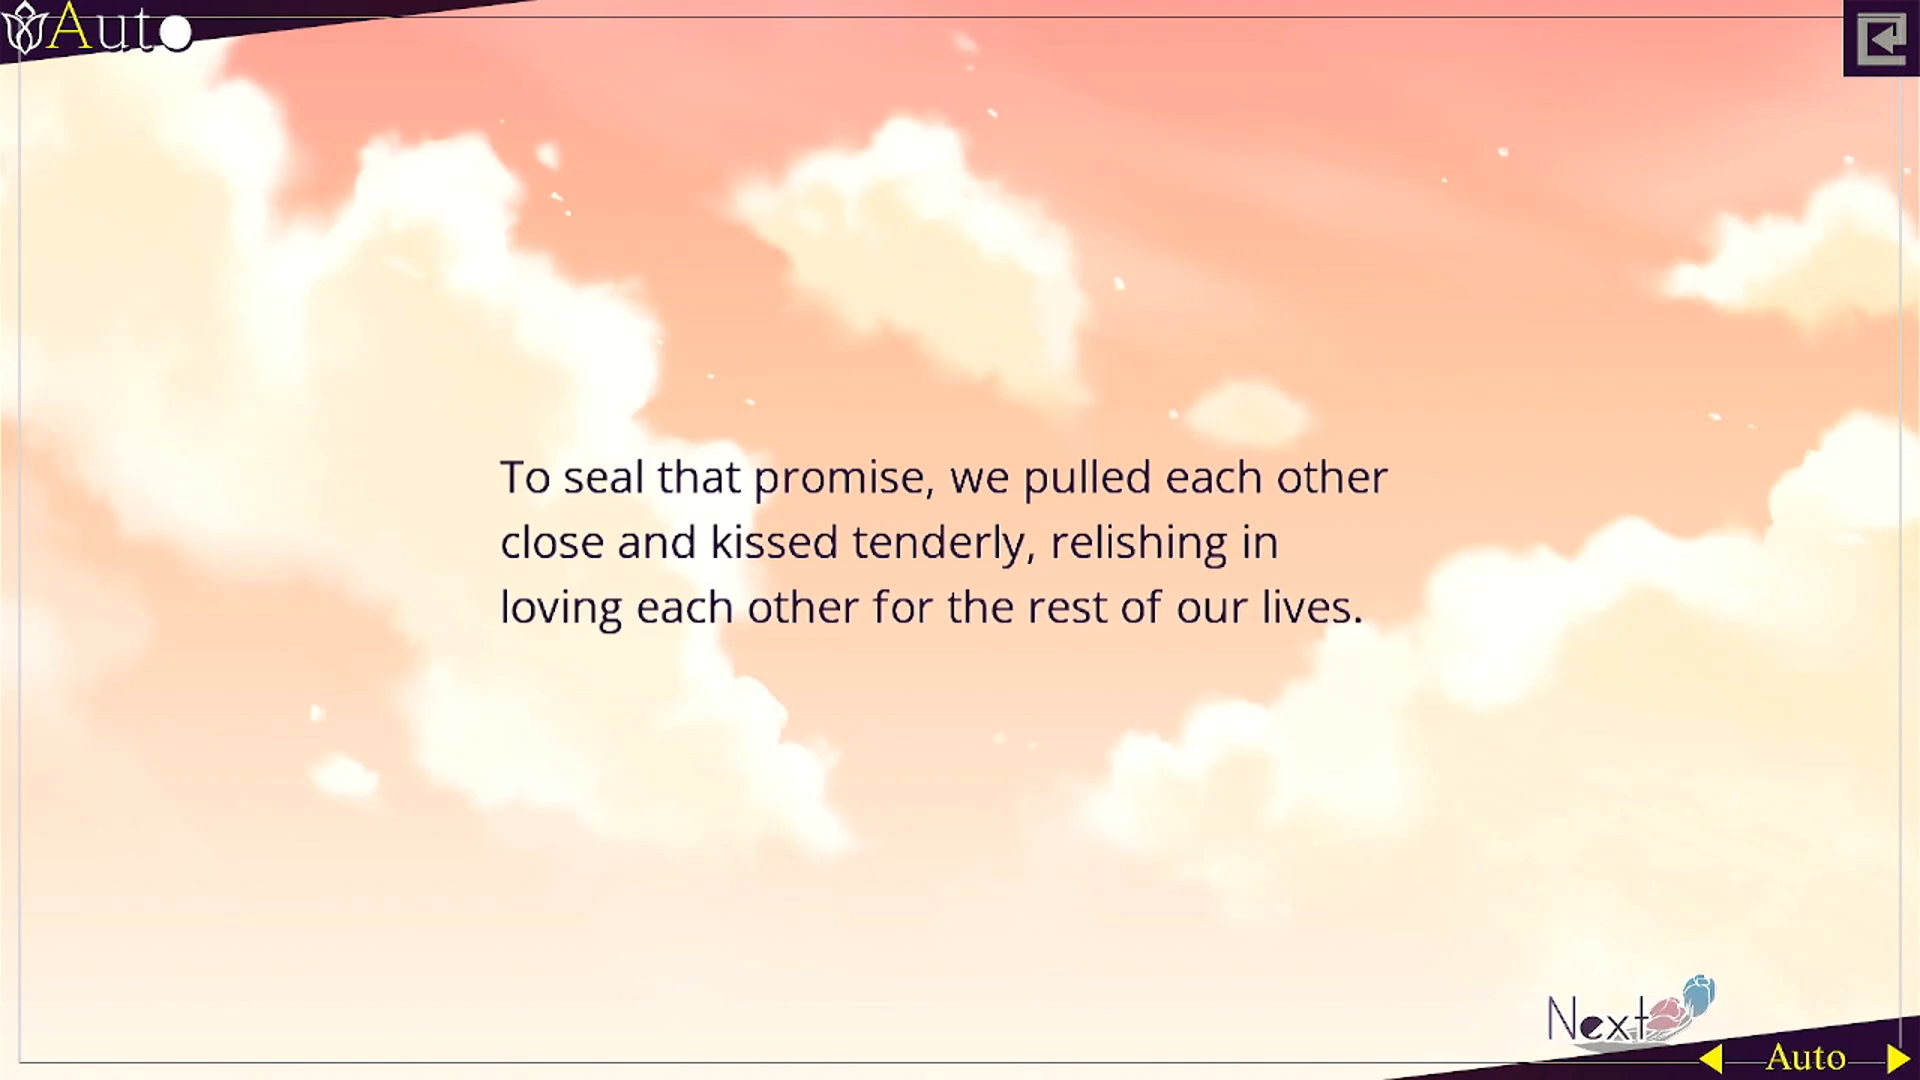 Auto
To seal that promise, we pulled each other
close and kissed tenderly, relishing in
loving each other for the rest of our lives.
Next
Auto